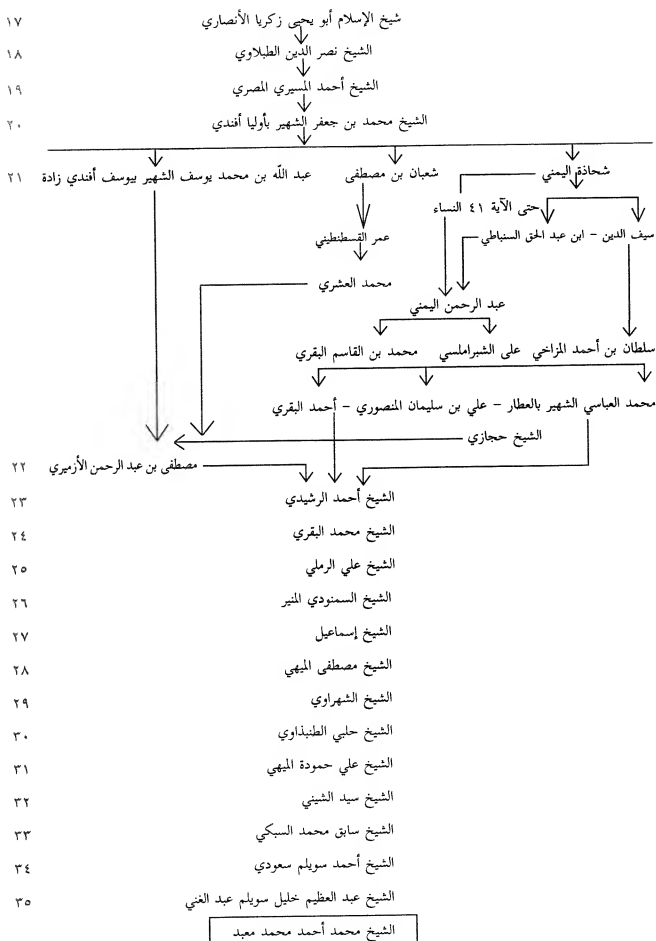 شيخ الإسلام أبو يحيى زكريا الأنصاري ١٧
الشيخ نصر الدين الطبلاوي ١٨
الشيخ أحمد المسيري المصري ١٩
الشيخ محمد بن جعفر الشهير بأوليا أفندي ٢٠
شحاذة اليمني شعبان بن مصطفى عبد الله بن محمد يوسف الشهير بيوسف أفندي زادة ٢١
حتى الآية ٤١ النساء
سيف الدين - ابن عبد الحق السنباطي عمر القسطنطيني
محمد العشري
عبد الرحمن اليمني
سلطان بن أحمد المزاخي على الشبراملسي محمد بن القاسم البقري
محمد العباسي الشهير بالعطار - علي بن سليمان المنصوري - أحمد البقري
الشيخ حجازي
مصطفى بن عبد الرحمن الأزميري ٢٢
الشيخ أحمد الرشيدي ٢٣
الشيخ محمد البقري ٢٤
الشيخ علي الرملي ٢٥
الشيخ السمنودي المنير ٢٦
الشيخ إسماعيل ٢٧
الشيخ مصطفى الميهي ٢٨
الشيخ الشهراوي ٢٩
الشيخ حلبي الطنبذاوي ٣٠
الشيخ علي حمودة الميهي ٣١
الشيخ سيد الشيني ٣٢
الشيخ سابق محمد السبكي ٣٣
الشيخ أحمد سويلم سعودي ٣٤
الشيخ عبد العظيم خليل سويلم عبد الغني ٣٥
الشيخ محمد أحمد محمد معبد